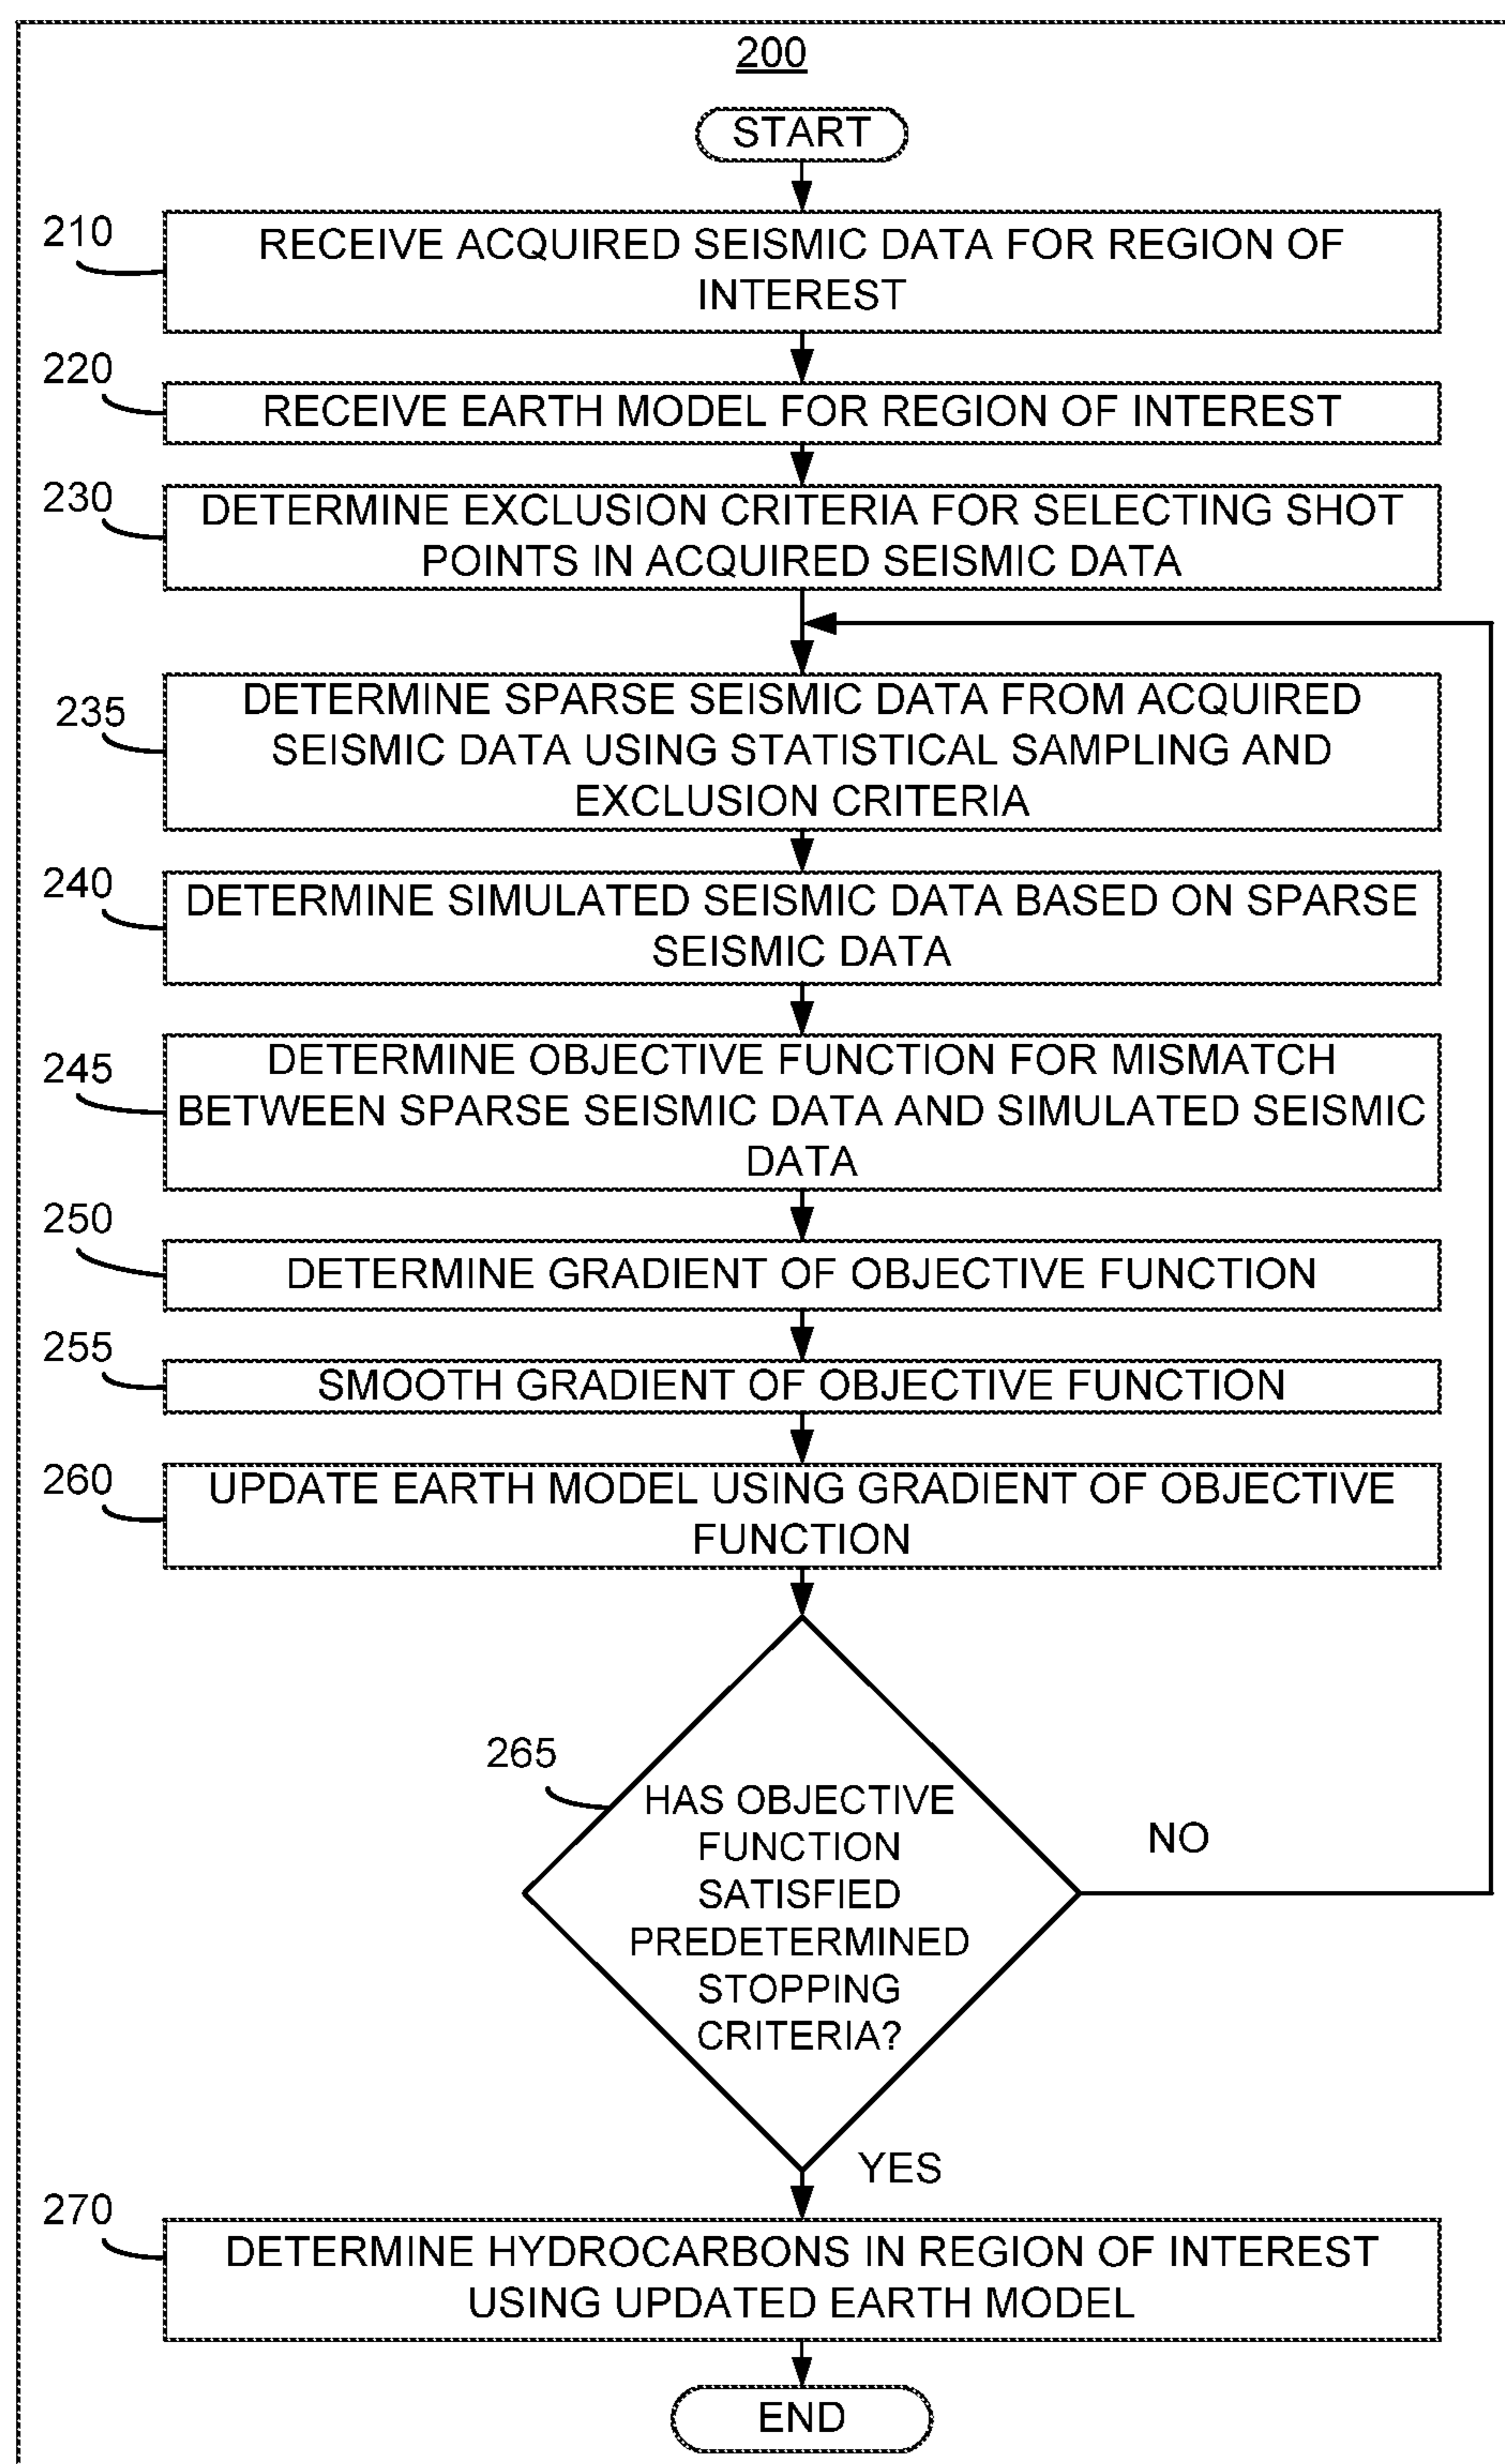 200
START
210
RECEIVE ACQUIRED SEISMIC DATA FOR REGION OF
INTEREST
220
RECEIVE EARTH MODEL FOR REGION OF INTEREST
230
DETERMINE EXCLUSION CRITERIA FOR SELECTING SHOT
POINTS IN ACQUIRED SEISMIC DATA
235
DETERMINE SPARSE SEISMIC DATA FROM ACQUIRED
SEISMIC DATA USING STATISTICAL SAMPLING AND
EXCLUSION CRITERIA
240
DETERMINE SIMULATED SEISMIC DATA BASED ON SPARSE
SEISMIC DATA
245
DETERMINE OBJECTIVE FUNCTION FOR MISMATCH
BETWEEN SPARSE SEISMIC DATA AND SIMULATED SEISMIC
DATA
250
DETERMINE GRADIENT OF OBJECTIVE FUNCTION
255
SMOOTH GRADIENT OF OBJECTIVE FUNCTION
260
UPDATE EARTH MODEL USING GRADIENT OF OBJECTIVE
FUNCTION
265
HAS OBJECTIVE
FUNCTION
SATISFIED
PREDETERMINED
STOPPING
CRITERIA?
NO
YES
270
DETERMINE HYDROCARBONS IN REGION OF INTEREST
USING UPDATED EARTH MODEL
END